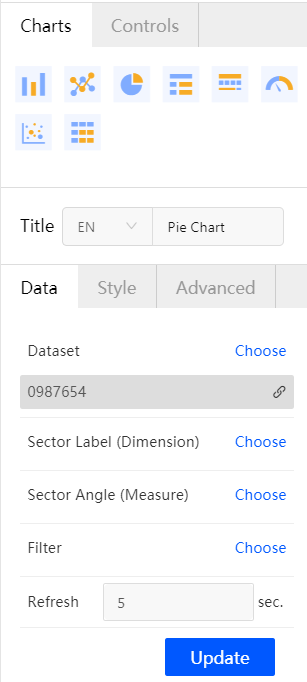 Charts Controls
Title EN Pie Chart
Data Style Advanced
Dataset Choose
0987654
Sector Label (Dimension) Choose
Sector Angle (Measure) Choose
Filter Choose
Refresh 5 sec.
Update